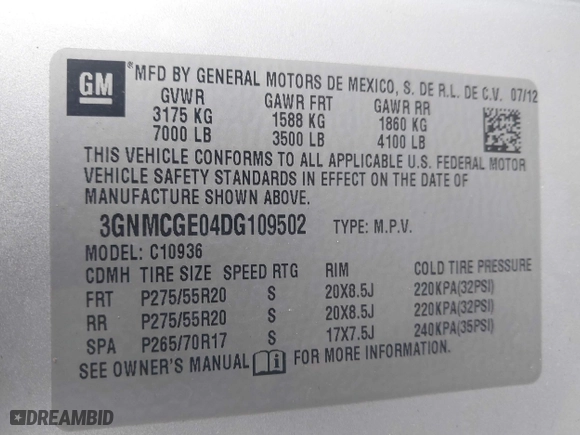 GM
*MFD BY GENERAL MOTORS DE MEXICO, S. DE R.L. DE C.V. 07/12
GVWR GAWR FRT GAWR RR
3175 KG 1588 KG 1860 KG
7000 LB 3500 LB 4100 LB
THIS VEHICLE CONFORMS TO ALL APPLICABLE U.S. FEDERAL MOTOR
VEHICLE SAFETY STANDARDS IN EFFECT ON THE DATE OF
MANUFACTURE SHOWN ABOVE.
3GNMCGE04DG109502 TYPE: M.P.V.
MODEL: C10936
CDMH TIRE SIZE SPEED RTG RIM COLD TIRE PRESSURE
FRT P275/55R20 S 20X8.5J 220KPA(32PSI)
RR P275/55R20 S 20X8.5J 220KPA(32PSI)
SPA P265/70R17 S 17X7.5J 240KPA(35PSI)
SEE OWNER'S MANUAL FOR MORE INFORMATION.
DREAMBID